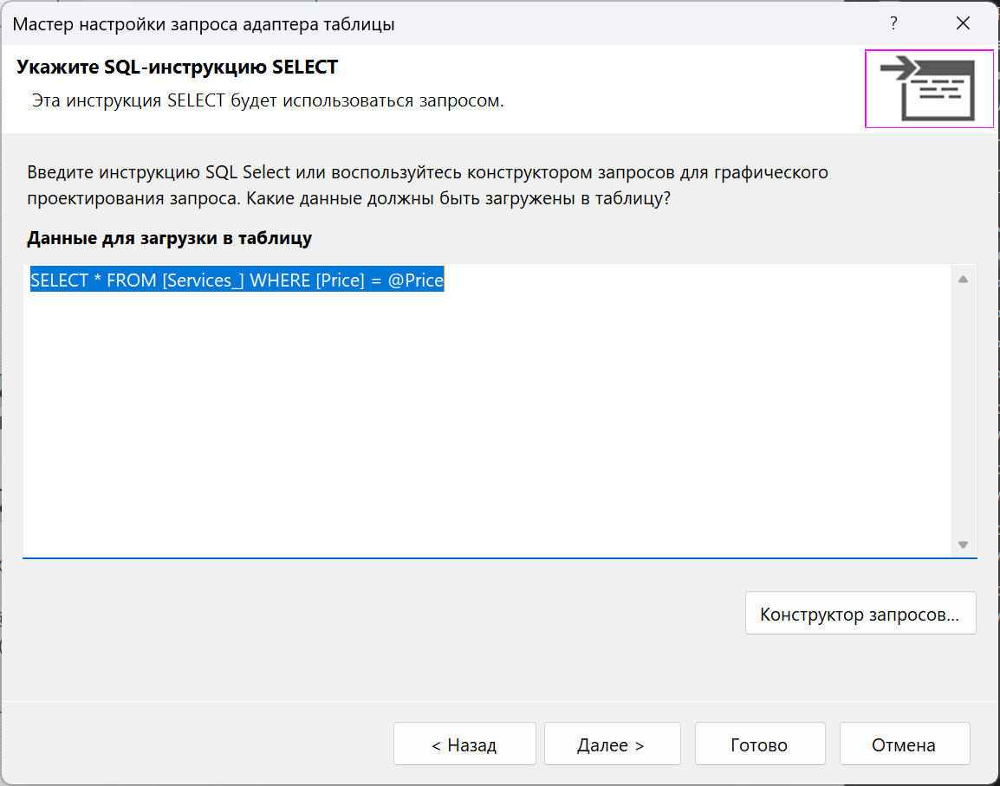 Мастер настройки запроса адаптера таблицы
?
Укажите SQL-инструкцию SELECT
Эта инструкция SELECT будет использоваться запросом.
Введите инструкцию SQL Select или воспользуйтесь конструктором запросов для графического
проектирования запроса. Какие данные должны быть загружены в таблицу?
Данные для загрузки в таблицу
SELECT * FROM [Services_] WHERE [Price] = @Price
Конструктор запросов...
< Назад
Далее >
Готово
Отмена